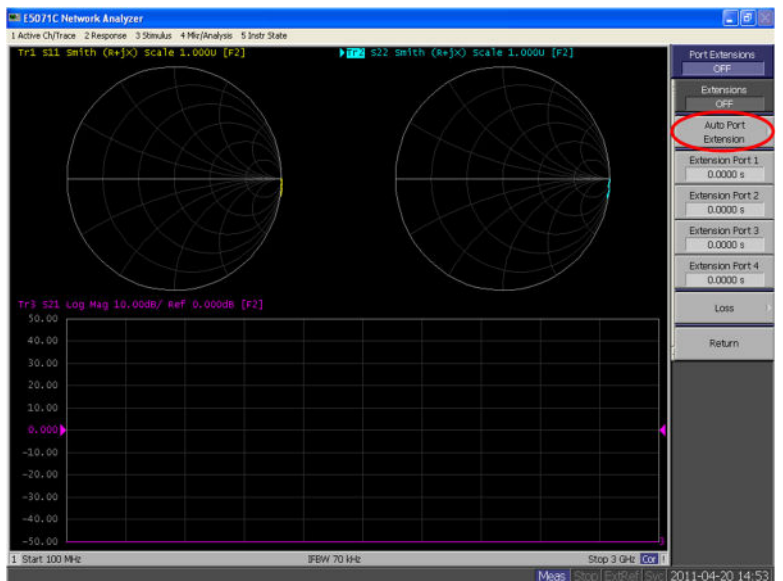 E5071C Network Analyzer
1 Active Ch/Trace 2 Response 3 Stimulus 4 Mkr/Analysis 5 Instr State
Tr1 S11 Smith (R+jX) Scale 1.000U [F2]
Tr2 S22 Smith (R+jX) Scale 1.000U [F2]
Port Extensions
OFF
Extensions
OFF
Auto Port
Extension
Extension Port 1
0.0000 s
Extension Port 2
0.0000 s
Extension Port 3
0.0000 s
Extension Port 4
0.0000 s
Loss
Return
Tr3 S21 Log Mag 10.00dB/ Ref 0.000dB [F2]
50.00
40.00
30.00
20.00
10.00
0.000
-10.00
-20.00
-30.00
-40.00
-50.00
3
1 Start 100 MHz IFBW 70 kHz Stop 3 GHz Cor !
Meas Stop ExtRef Svc 2011-04-20 14:53